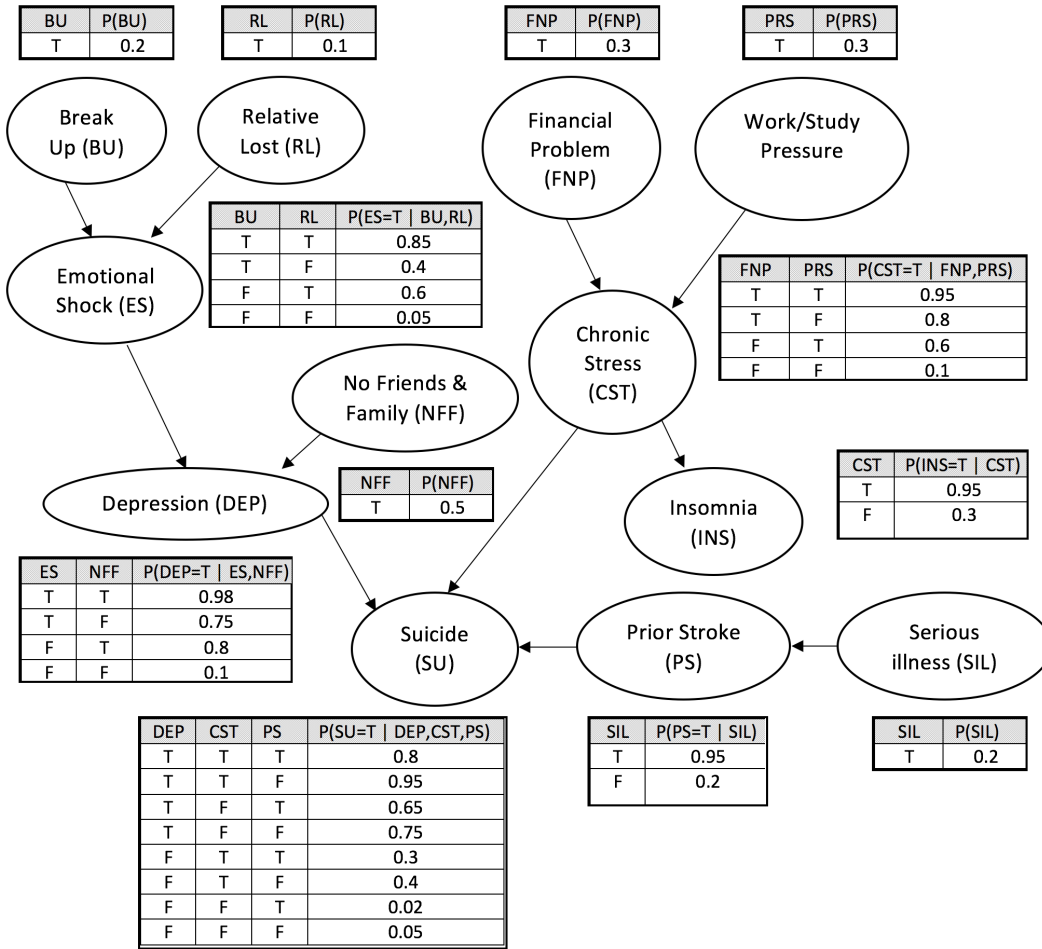 BU P(BU)
T 0.2
RL P(RL)
T 0.1
FNP P(FNP)
T 0.3
PRS P(PRS)
T 0.3
Break
Up (BU)
Relative
Lost (RL)
Financial
Problem
(FNP)
Work/Study
Pressure
BU RL P(ES=T | BU,RL)
T T 0.85
T F 0.4
F T 0.6
F F 0.05
Emotional
Shock (ES)
FNP PRS P(CST=T | FNP,PRS)
T T 0.95
T F 0.8
F T 0.6
F F 0.1
Chronic
Stress
(CST)
No Friends &
Family (NFF)
NFF P(NFF)
T 0.5
CST P(INS=T | CST)
T 0.95
F 0.3
Depression (DEP)
Insomnia
(INS)
ES NFF P(DEP=T | ES,NFF)
T T 0.98
T F 0.75
F T 0.8
F F 0.1
Suicide
(SU)
Prior Stroke
(PS)
Serious
illness (SIL)
DEP CST PS P(SU=T | DEP,CST,PS)
T T T 0.8
T T F 0.95
T F T 0.65
T F F 0.75
F T T 0.3
F T F 0.4
F F T 0.02
F F F 0.05
SIL P(PS=T | SIL)
T 0.95
F 0.2
SIL P(SIL)
T 0.2